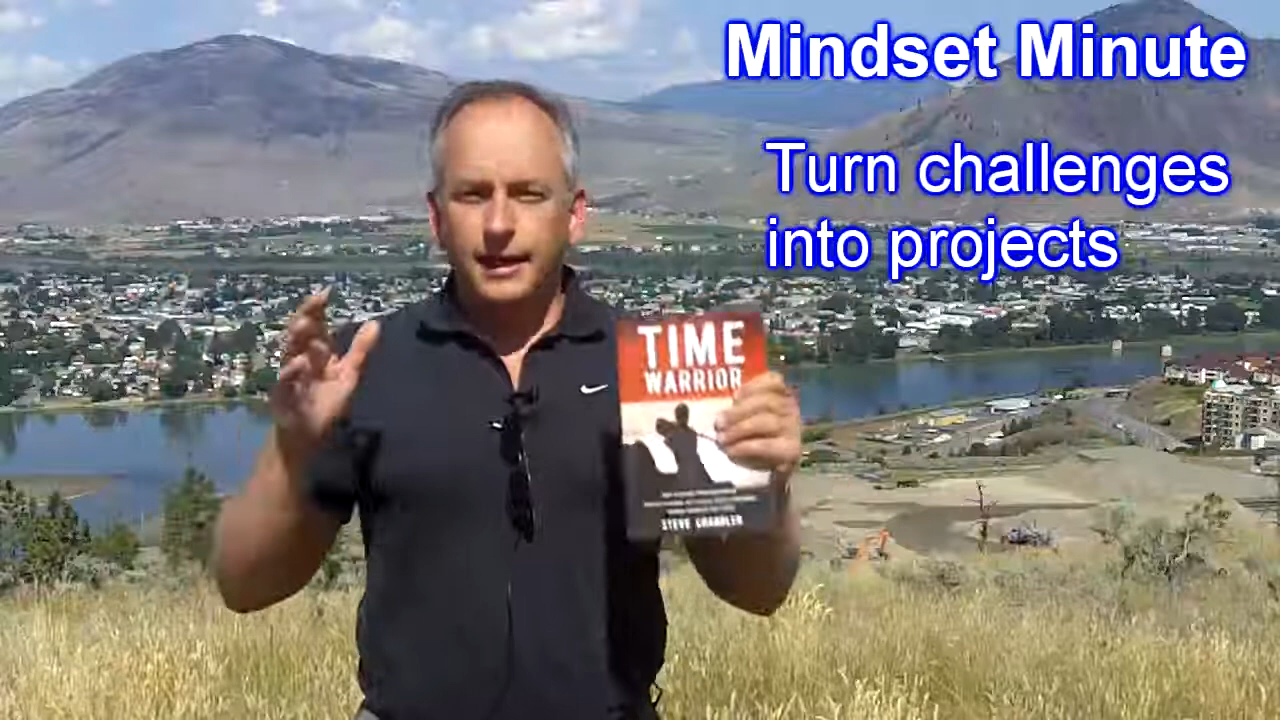 Mindset Minute
Turn challenges
into projects
TIME
WARRIOR
STEVE CHANDLER